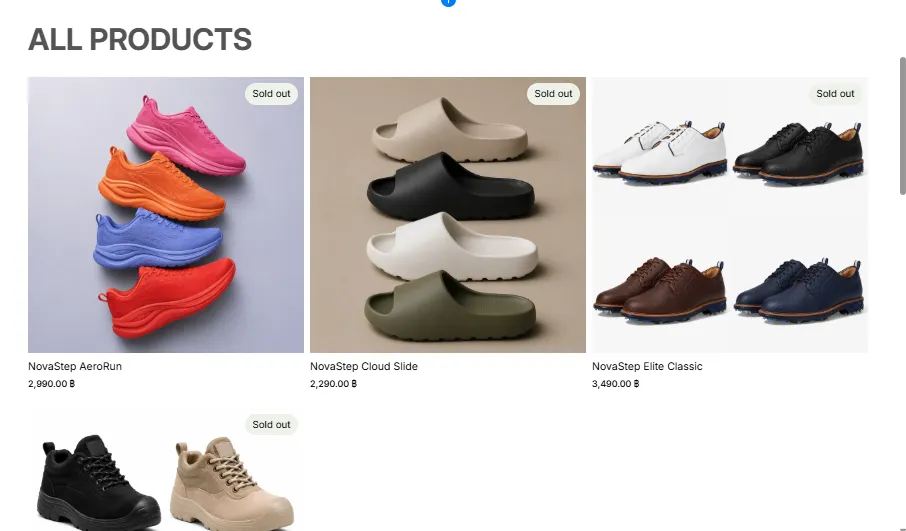 ALL PRODUCTS
Sold out
Sold out
Sold out
NovaStep AeroRun
2,990.00 ฿
NovaStep Cloud Slide
2,290.00 ฿
NovaStep Elite Classic
3,490.00 ฿
Sold out